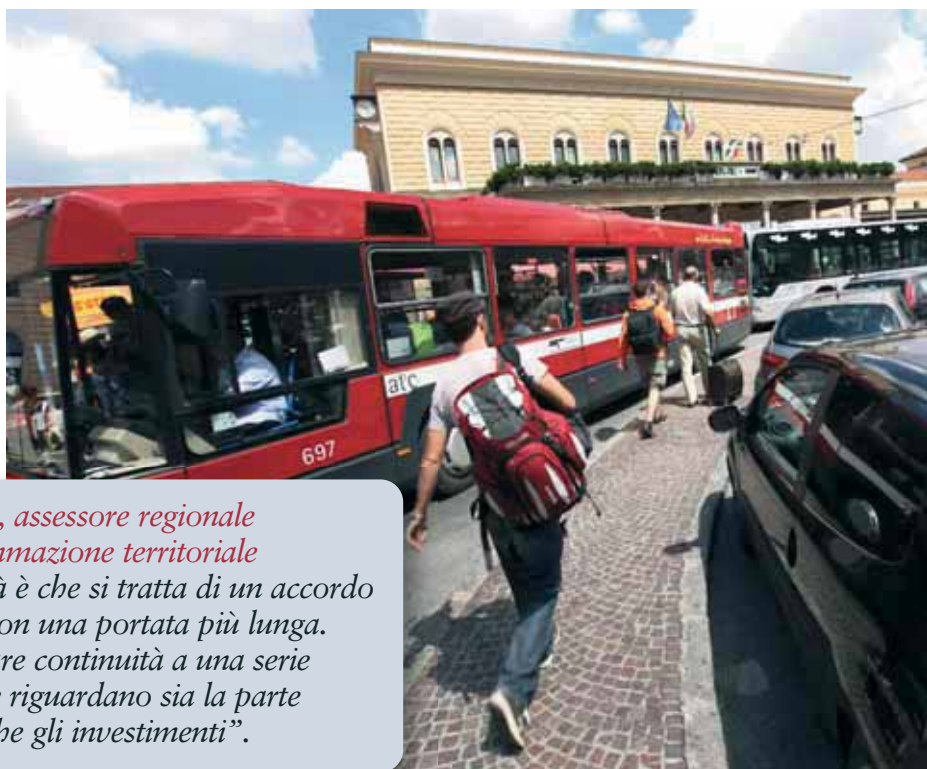 atc
697
, assessore regionale
mazione territoriale
à è che si tratta di un accordo
on una portata più lunga.
re continuità a una serie
e riguardano sia la parte
he gli investimenti”.